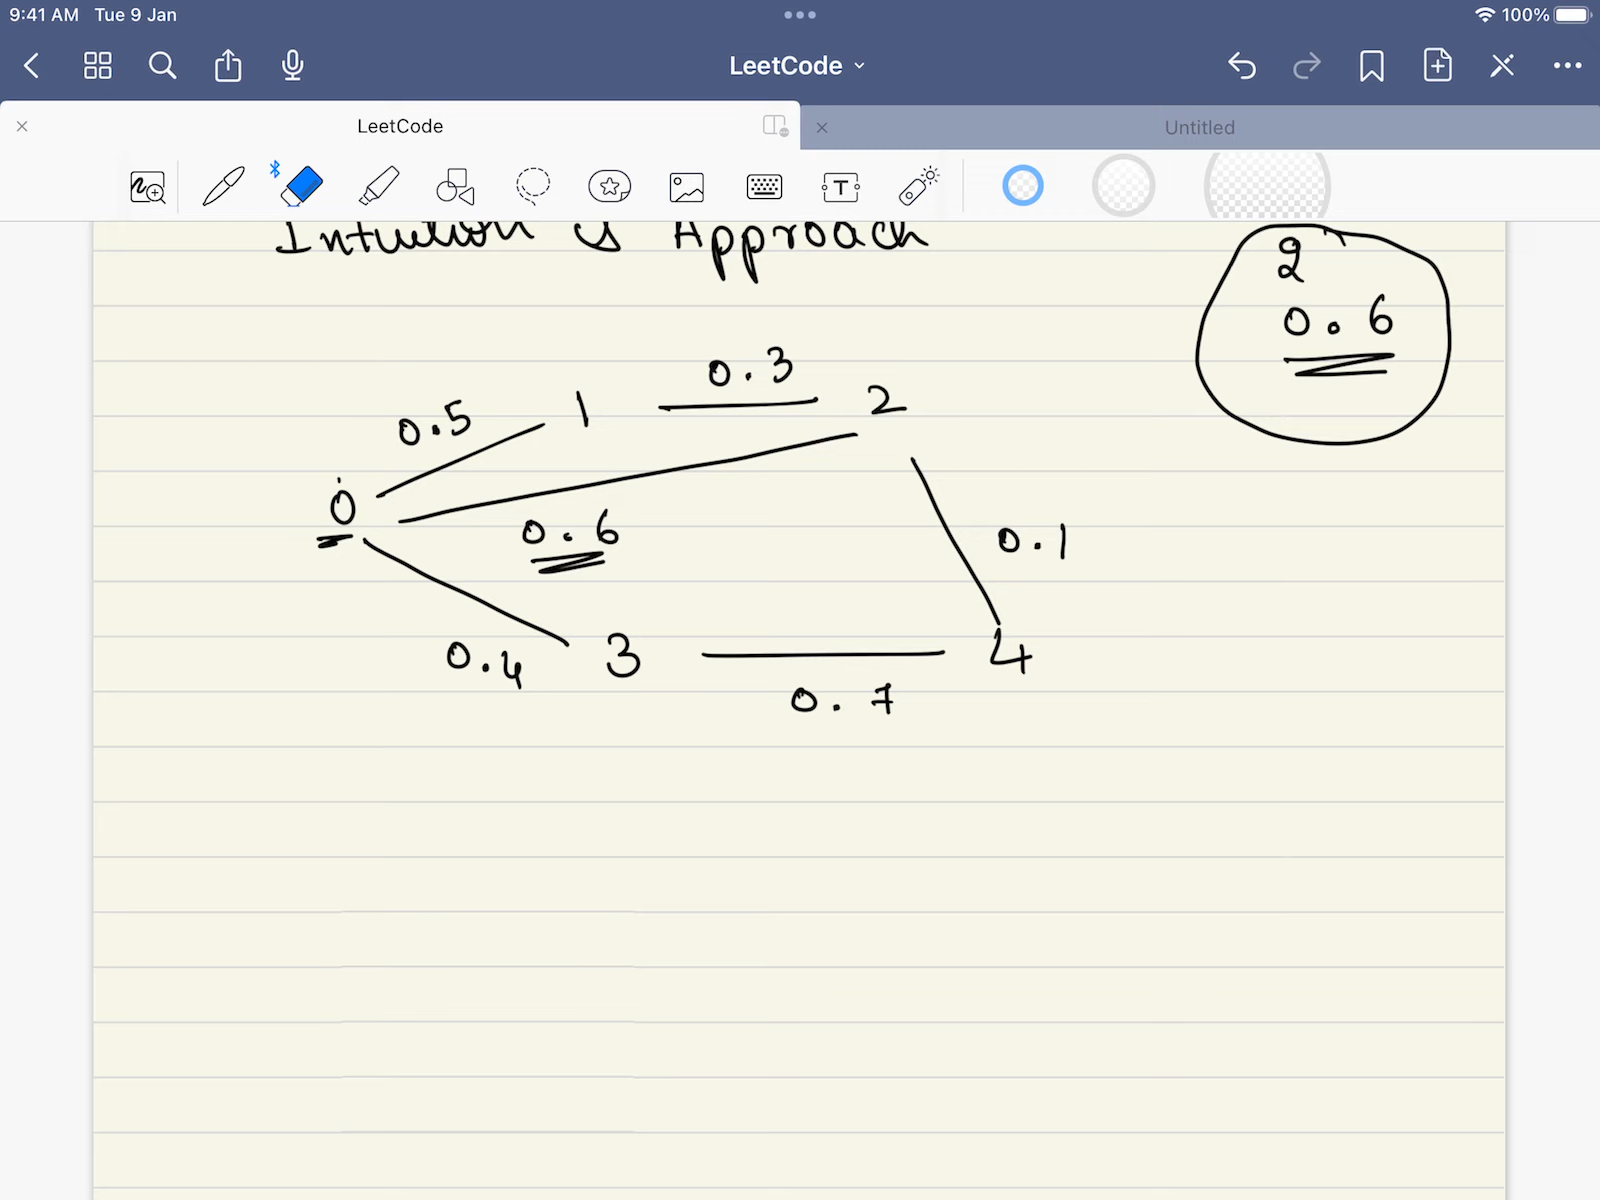 9:41 AM Tue 9 Jan
100%
LeetCode
LeetCode
Untitled
T
Intuition & Approach
2
0.6
0.3
0.5
1
2
0
0.6
0.1
0.4
3
4
0.7